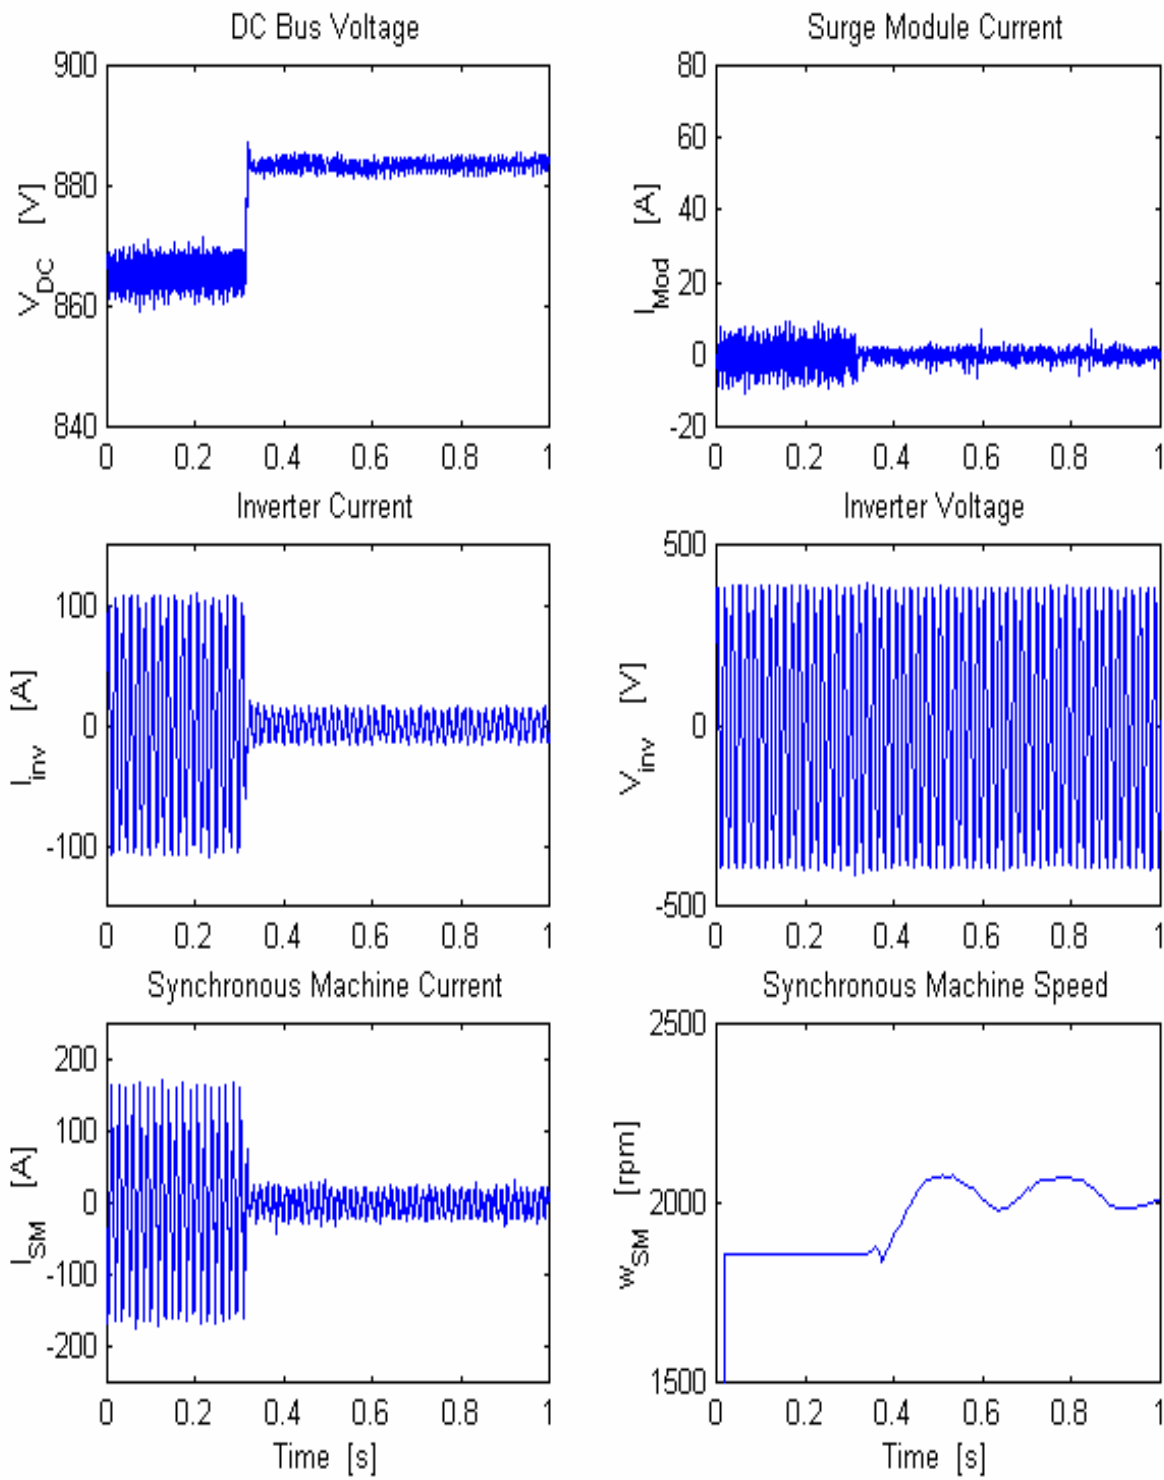 DC Bus Voltage
900
880
860
840
V_DC [V]
0 0.2 0.4 0.6 0.8 1
Surge Module Current
80
60
40
20
0
-20
I_Mod [A]
0 0.2 0.4 0.6 0.8 1
Inverter Current
100
0
-100
I_inv [A]
0 0.2 0.4 0.6 0.8 1
Inverter Voltage
500
0
-500
V_inv [V]
0 0.2 0.4 0.6 0.8 1
Synchronous Machine Current
200
100
0
-100
-200
I_SM [A]
0 0.2 0.4 0.6 0.8 1
Time [s]
Synchronous Machine Speed
2500
2000
1500
w_SM [rpm]
0 0.2 0.4 0.6 0.8 1
Time [s]